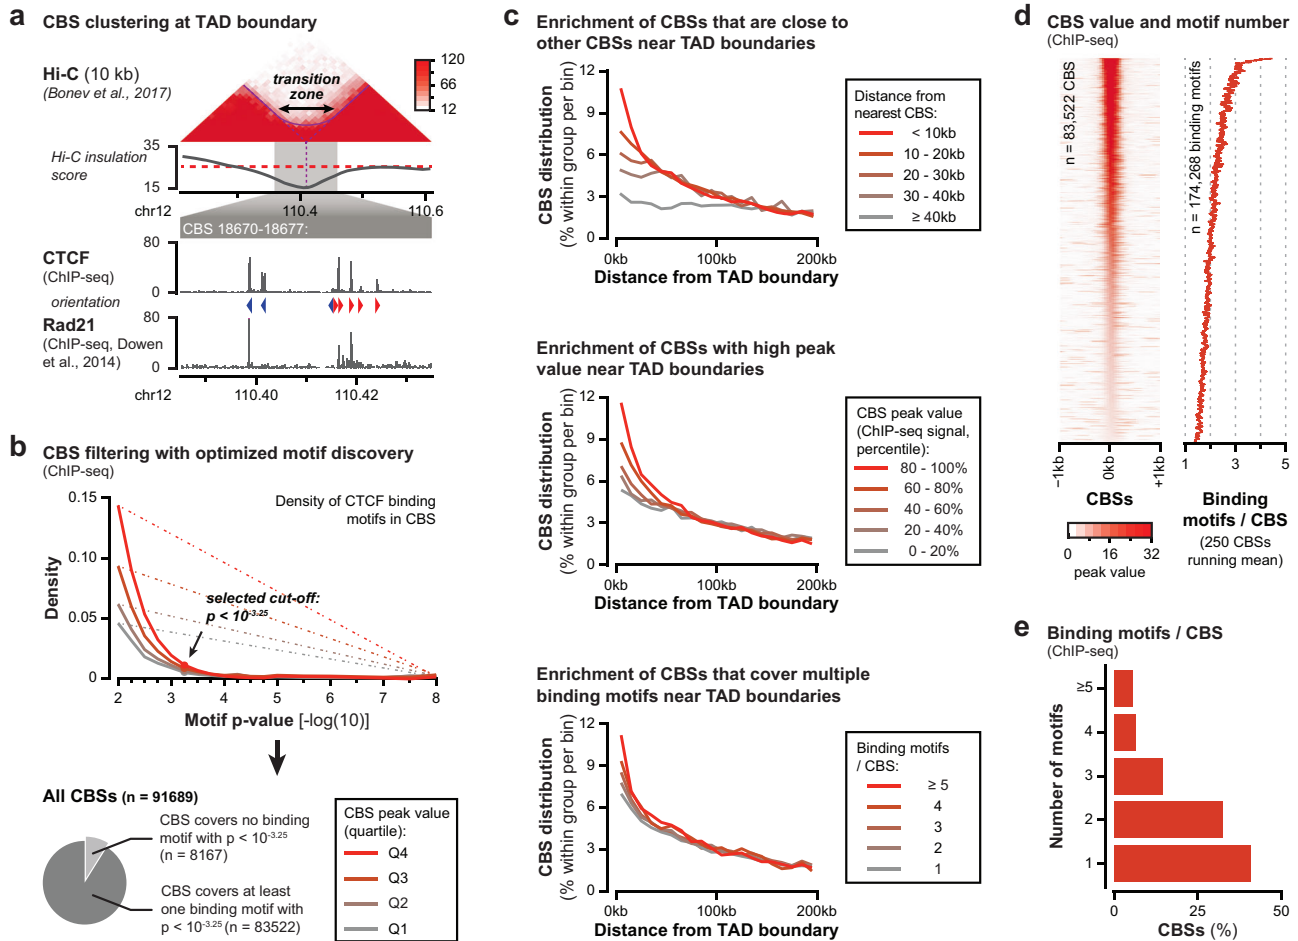 a CBS clustering at TAD boundary
Hi-C (10 kb)
(Bonev et al., 2017)
transition
zone
120
66
12
Hi-C insulation
score
35
15
chr12
110.4
110.6
CBS 18670-18677:
CTCF
(ChIP-seq)
80
0
orientation
Rad21
(ChIP-seq, Dowen
et al., 2014)
80
0
chr12
110.40
110.42
b CBS filtering with optimized motif discovery
(ChIP-seq)
Density of CTCF binding
motifs in CBS
Density
0.15
0.10
0.05
0
selected cut-off:
p < 10^-3.25
2 3 4 5 6 7 8
Motif p-value [-log(10)]
All CBSs (n = 91689)
CBS covers no binding
motif with p < 10^-3.25
(n = 8167)
CBS covers at least
one binding motif with
p < 10^-3.25 (n = 83522)
CBS peak value
(quartile):
Q4
Q3
Q2
Q1
c Enrichment of CBSs that are close to
other CBSs near TAD boundaries
CBS distribution
(% within group per bin)
12
9
6
3
0
0kb 100kb 200kb
Distance from TAD boundary
Distance from
nearest CBS:
< 10kb
10 - 20kb
20 - 30kb
30 - 40kb
≥ 40kb
Enrichment of CBSs with high peak
value near TAD boundaries
CBS distribution
(% within group per bin)
12
9
6
3
0
0kb 100kb 200kb
Distance from TAD boundary
CBS peak value
(ChIP-seq signal,
percentile):
80 - 100%
60 - 80%
40 - 60%
20 - 40%
0 - 20%
Enrichment of CBSs that cover multiple
binding motifs near TAD boundaries
CBS distribution
(% within group per bin)
12
9
6
3
0
0kb 100kb 200kb
Distance from TAD boundary
Binding motifs
/ CBS:
≥ 5
4
3
2
1
d CBS value and motif number
(ChIP-seq)
n = 83,522 CBS
n = 174,268 binding motifs
−1kb 0kb +1kb
CBSs
0 16 32
peak value
1 3 5
Binding
motifs / CBS
(250 CBSs
running mean)
e Binding motifs / CBS
(ChIP-seq)
Number of motifs
≥5
4
3
2
1
0 25 50
CBSs (%)